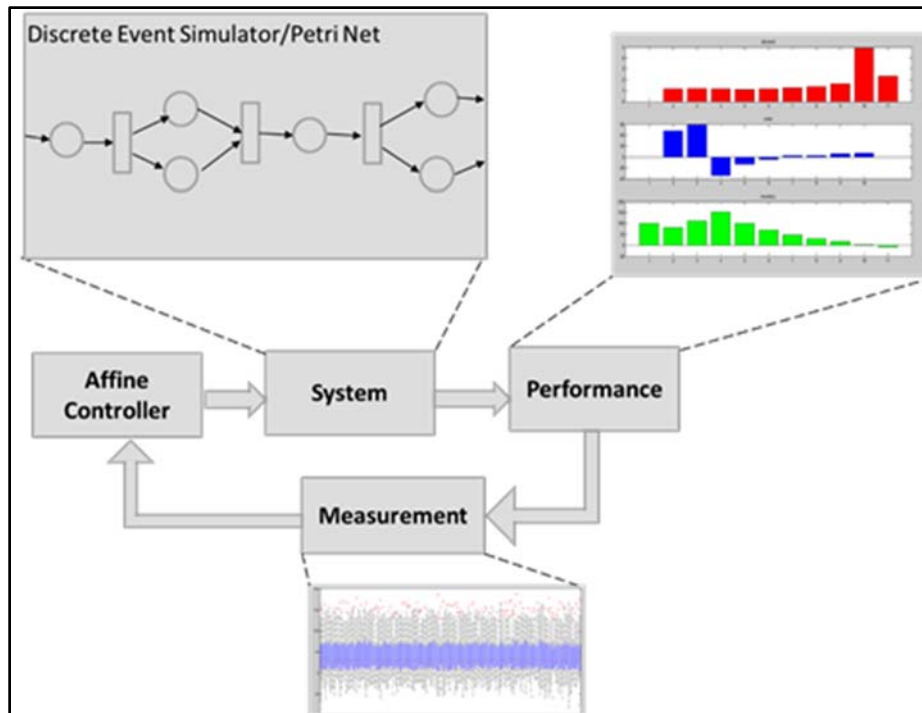 Discrete Event Simulator/Petri Net
Affine
Controller
System
Performance
Measurement